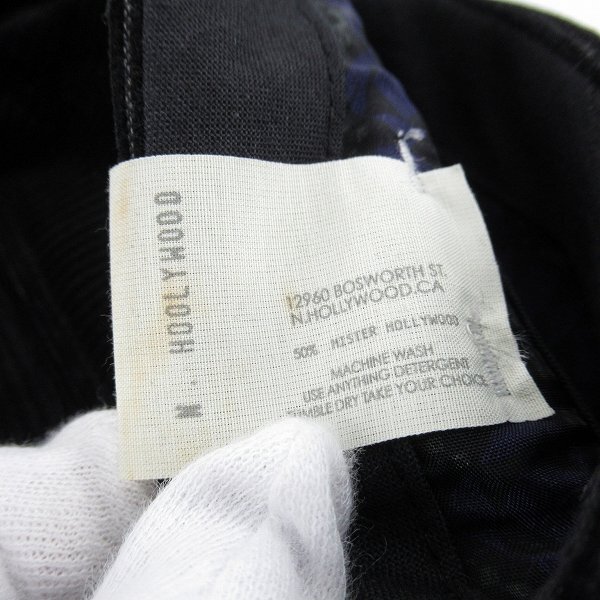 N. HOOLYWOOD
12960 BOSWORTH ST.
N.HOLLYWOOD.CA
50% MISTER HOLLYWOOD
MACHINE WASH
USE ANYTHING DETERGENT
TUMBLE DRY TAKE YOUR CHOICE